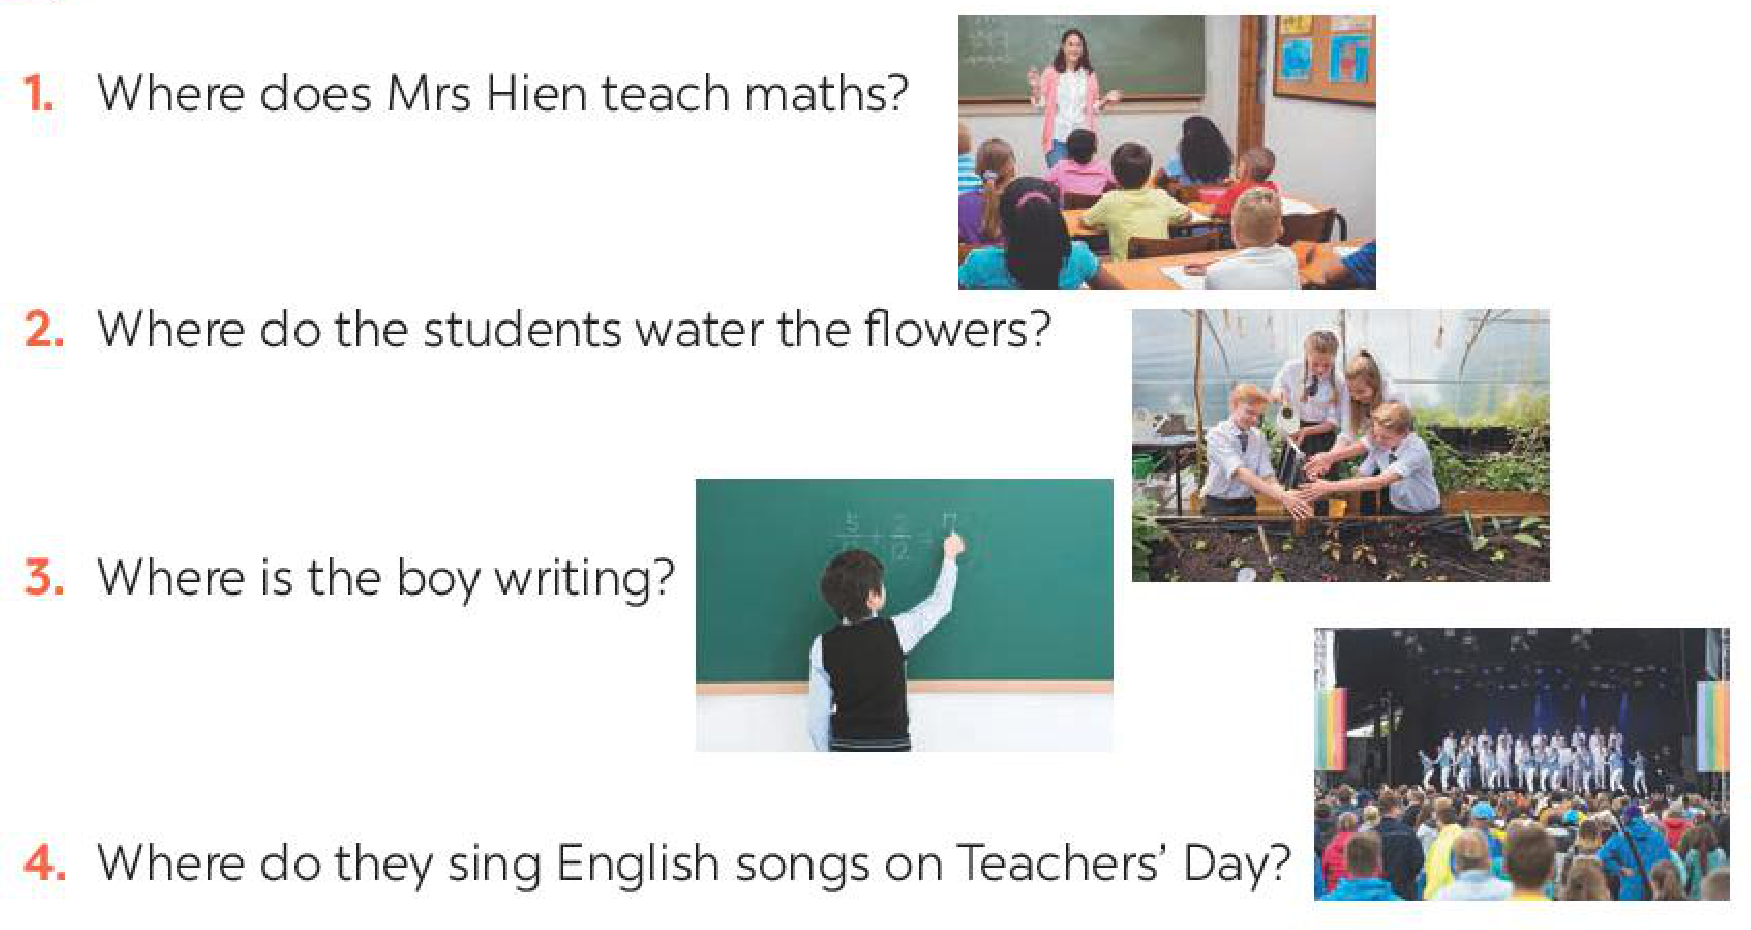 1. Where does Mrs Hien teach maths?
2. Where do the students water the flowers?
3. Where is the boy writing?
4. Where do they sing English songs on Teachers' Day?